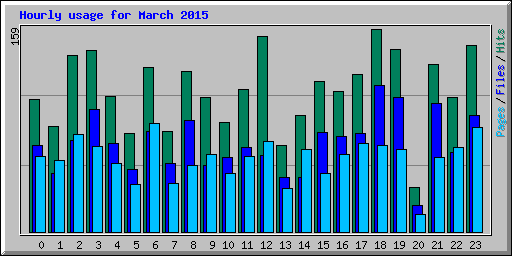 Hourly usage for March 2015
159
Pages/Files/Hits
0 1 2 3 4 5 6 7 8 9 10 11 12 13 14 15 16 17 18 19 20 21 22 23